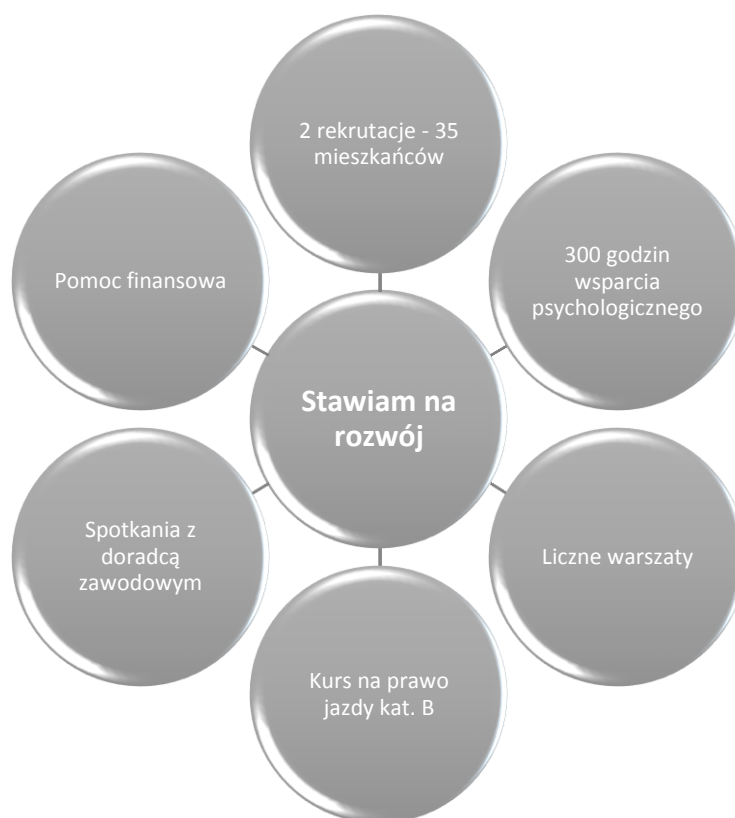 2 rekrutacje - 35
mieszkańców
300 godzin
wsparcia
psychologicznego
Liczne warszaty
Kurs na prawo
jazdy kat. B
Spotkania z
doradcą
zawodowym
Pomoc finansowa
Stawiam na
rozwój